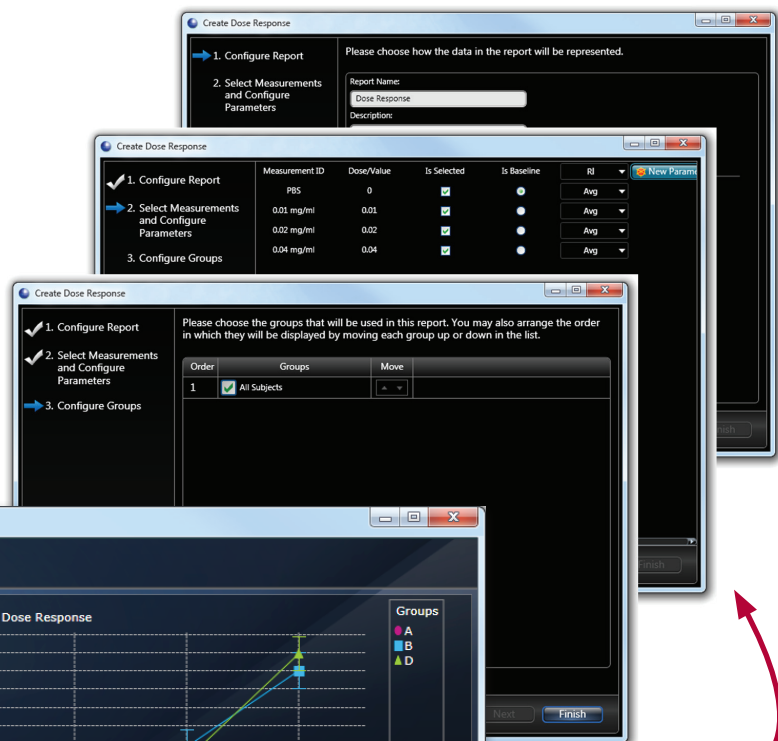 Create Dose Response
1. Configure Report
2. Select Measurements
and Configure
Parameters
Please choose how the data in the report will be represented.
Report Name:
Dose Response
Description:
Create Dose Response
1. Configure Report
2. Select Measurements
and Configure
Parameters
3. Configure Groups
Measurement ID Dose/Value Is Selected Is Baseline RI New Parame
PBS 0 Avg
0.01 mg/ml 0.01 Avg
0.02 mg/ml 0.02 Avg
0.04 mg/ml 0.04 Avg
Create Dose Response
1. Configure Report
2. Select Measurements
and Configure
Parameters
3. Configure Groups
Please choose the groups that will be used in this report. You may also arrange the order
in which they will be displayed by moving each group up or down in the list.
Order Groups Move
1 All Subjects
Next Finish
Finish
nish
Dose Response
Groups
A
B
D